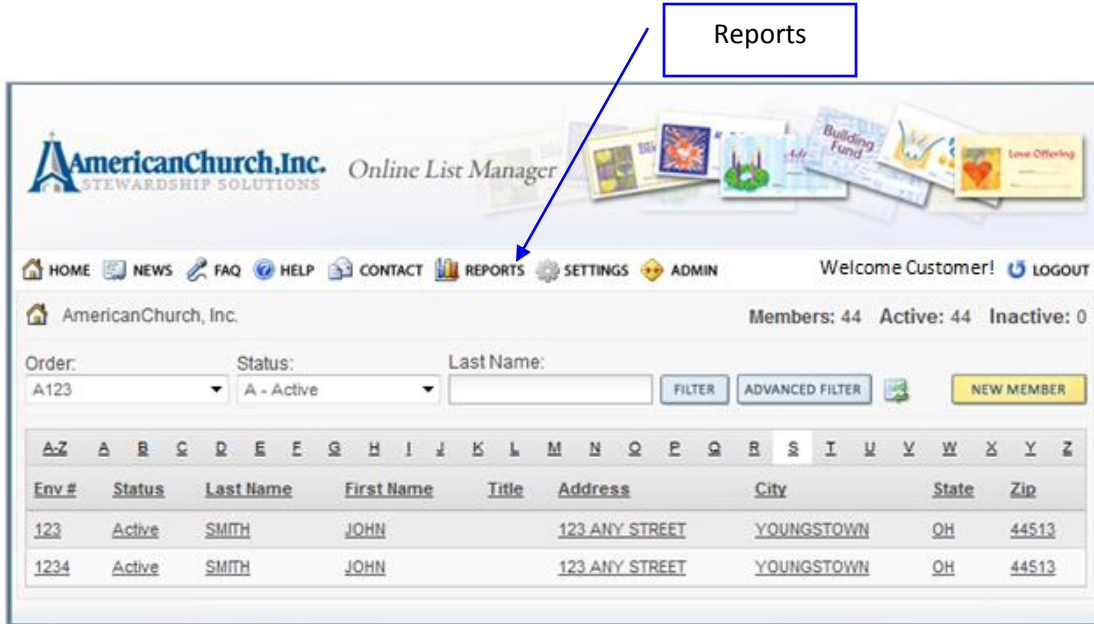 Reports
AmericanChurch,Inc.
STEWARDSHIP SOLUTIONS
Online List Manager
Building
Fund
Love Offering
HOME NEWS FAQ HELP CONTACT REPORTS SETTINGS ADMIN Welcome Customer! LOGOUT
AmericanChurch, Inc. Members: 44 Active: 44 Inactive: 0
Order: Status: Last Name:
A123 A - Active FILTER ADVANCED FILTER NEW MEMBER
A-Z A B C D E F G H I J K L M N O P Q R S T U V W X Y Z
Env # Status Last Name First Name Title Address City State Zip
123 Active SMITH JOHN 123 ANY STREET YOUNGSTOWN OH 44513
1234 Active SMITH JOHN 123 ANY STREET YOUNGSTOWN OH 44513